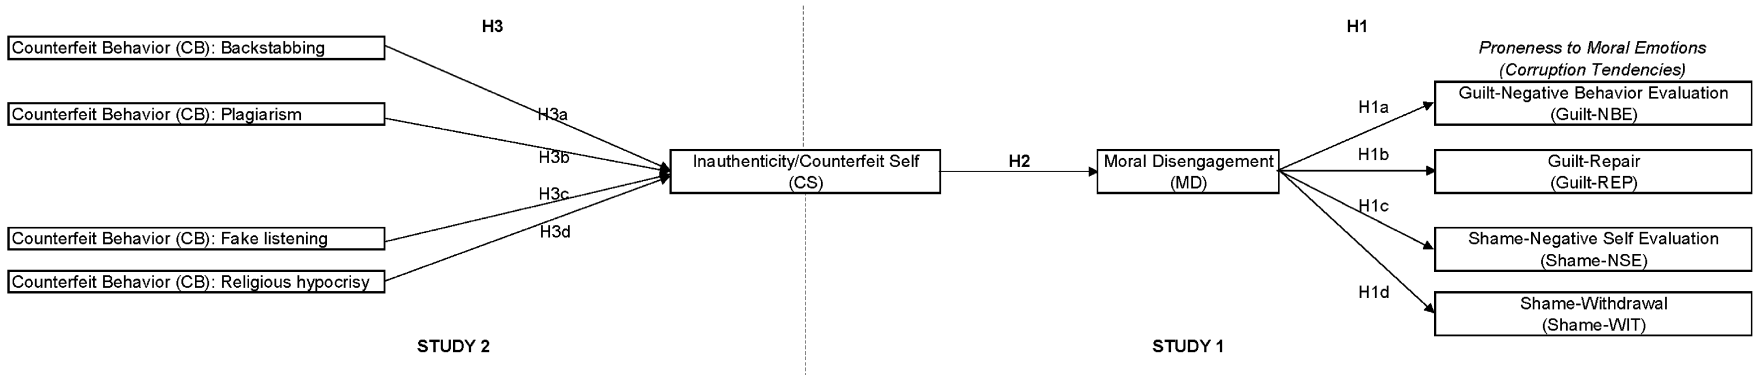 H3
H1
Proneness to Moral Emotions
(Corruption Tendencies)
Counterfeit Behavior (CB): Backstabbing
Counterfeit Behavior (CB): Plagiarism
Counterfeit Behavior (CB): Fake listening
Counterfeit Behavior (CB): Religious hypocrisy
H3a
H3b
H3c
H3d
Inauthenticity/Counterfeit Self
(CS)
H2
Moral Disengagement
(MD)
H1a
H1b
H1c
H1d
Guilt-Negative Behavior Evaluation
(Guilt-NBE)
Guilt-Repair
(Guilt-REP)
Shame-Negative Self Evaluation
(Shame-NSE)
Shame-Withdrawal
(Shame-WIT)
STUDY 2
STUDY 1